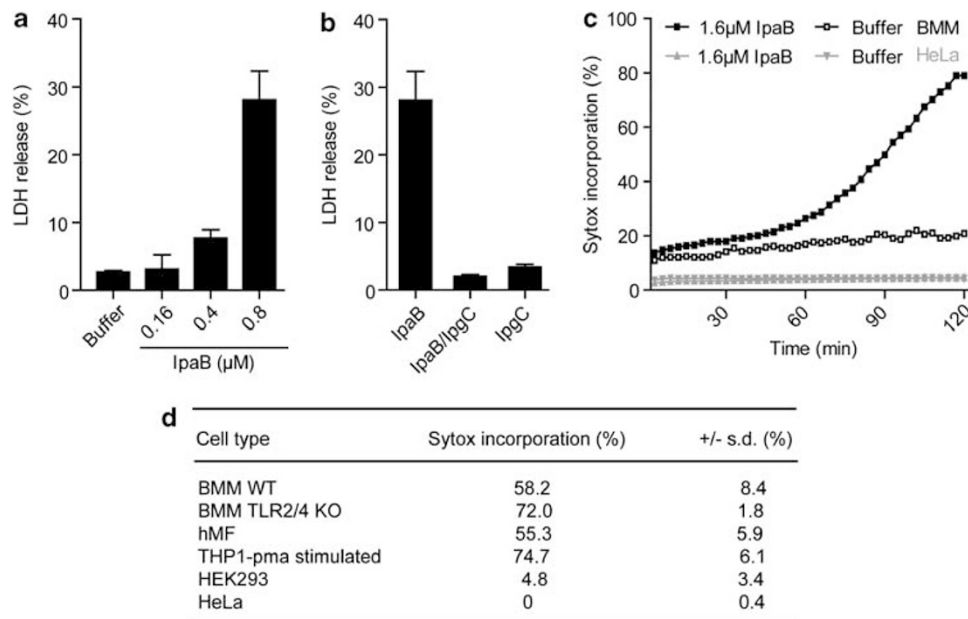 a
LDH release (%)
40
30
20
10
0
Buffer
0.16
0.4
0.8
IpaB (µM)
b
LDH release (%)
40
30
20
10
0
IpaB
IpaB/IpgC
IpgC
c
Sytox incorporation (%)
100
80
60
40
20
0
1.6µM IpaB Buffer BMM
1.6µM IpaB Buffer HeLa
30
60
90
120
Time (min)
d
Cell type Sytox incorporation (%) +/- s.d. (%)
BMM WT 58.2 8.4
BMM TLR2/4 KO 72.0 1.8
hMF 55.3 5.9
THP1-pma stimulated 74.7 6.1
HEK293 4.8 3.4
HeLa 0 0.4